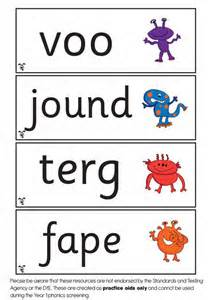 voo
jound
terg
fape
Please be aware that these resources are not endorsed by the Standards and Testing
Agency or the DfE. These are created as practice aids only and cannot be used
during the Year 1 phonics screening.